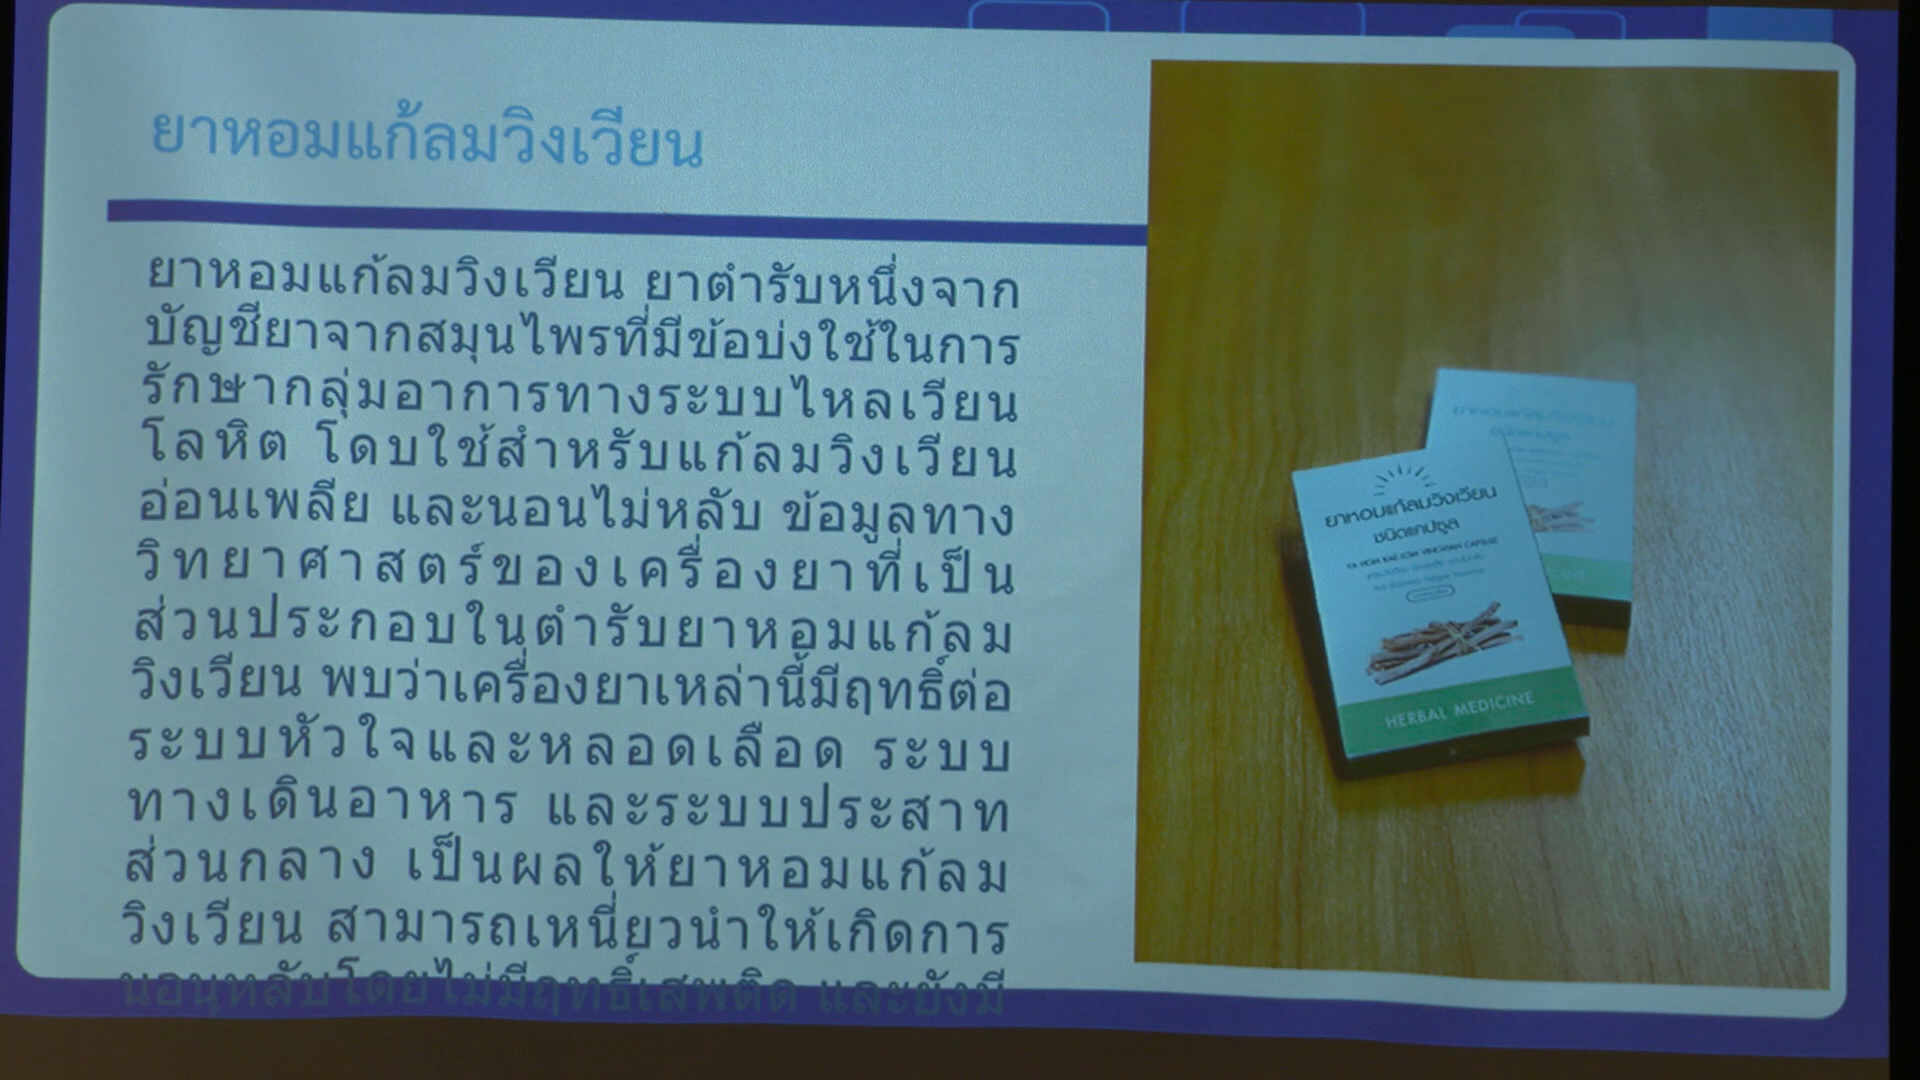 ยาหอมแก้ลมวิงเวียน
ยาหอมแก้ลมวิงเวียน ยาตำรับหนึ่งจาก
บัญชียาจากสมุนไพรที่มีข้อบ่งใช้ในการ
รักษากลุ่มอาการทางระบบไหลเวียน
โลหิต โดบใช้สำหรับแก้ลมวิงเวียน
อ่อนเพลีย และนอนไม่หลับ ข้อมูลทาง
วิทยาศาสตร์ของเครื่องยาที่เป็น
ส่วนประกอบในตำรับยาหอมแก้ลม
วิงเวียน พบว่าเครื่องยาเหล่านี้มีฤทธิ์ต่อ
ระบบหัวใจและหลอดเลือด ระบบ
ทางเดินอาหาร และระบบประสาท
ส่วนกลาง เป็นผลให้ยาหอมแก้ลม
วิงเวียน สามารถเหนี่ยวนำให้เกิดการ
นอนหลับโดยไม่มีฤทธิ์เสพติด และยังมี
ยาหอมแก้ลมวิงเวียน
ชนิดแคปซูล
HERBAL MEDICINE